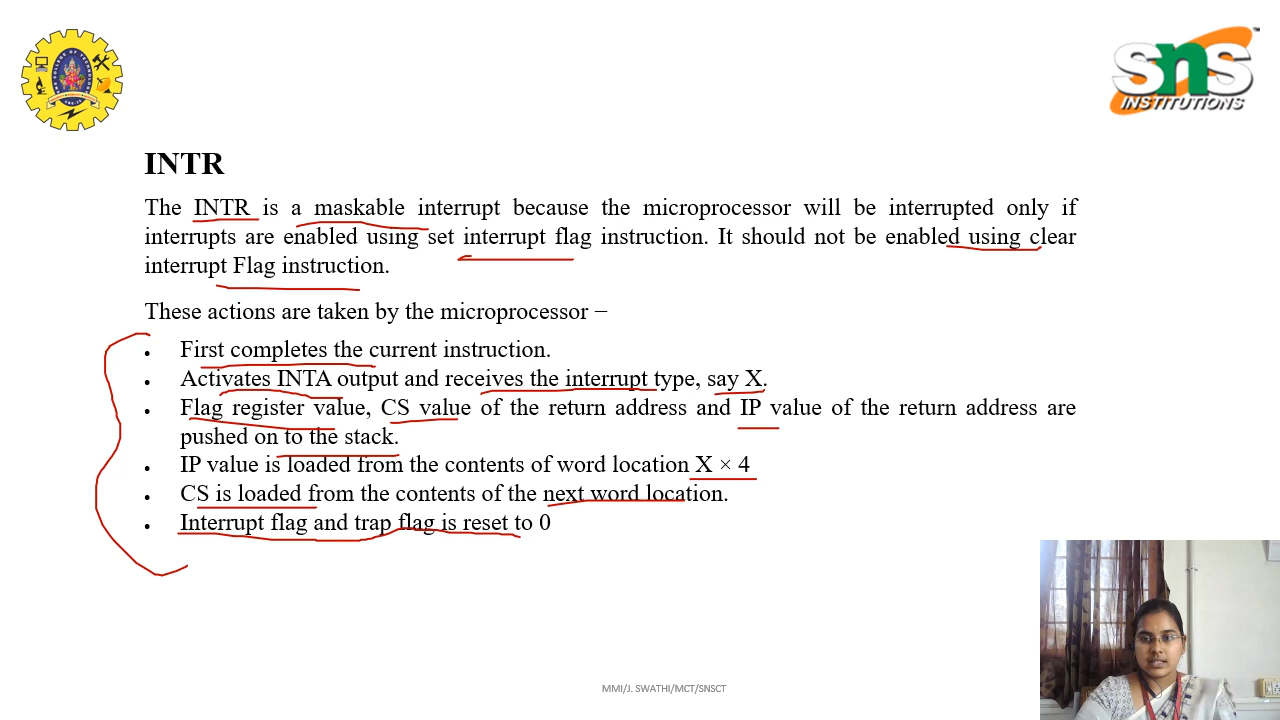 SNS
INSTITUTIONS
INTR
The INTR is a maskable interrupt because the microprocessor will be interrupted only if
interrupts are enabled using set interrupt flag instruction. It should not be enabled using clear
interrupt Flag instruction.
These actions are taken by the microprocessor −
• First completes the current instruction.
• Activates INTA output and receives the interrupt type, say X.
• Flag register value, CS value of the return address and IP value of the return address are
pushed on to the stack.
• IP value is loaded from the contents of word location X × 4
• CS is loaded from the contents of the next word location.
• Interrupt flag and trap flag is reset to 0
MMI/J. SWATHI/MCT/SNSCT